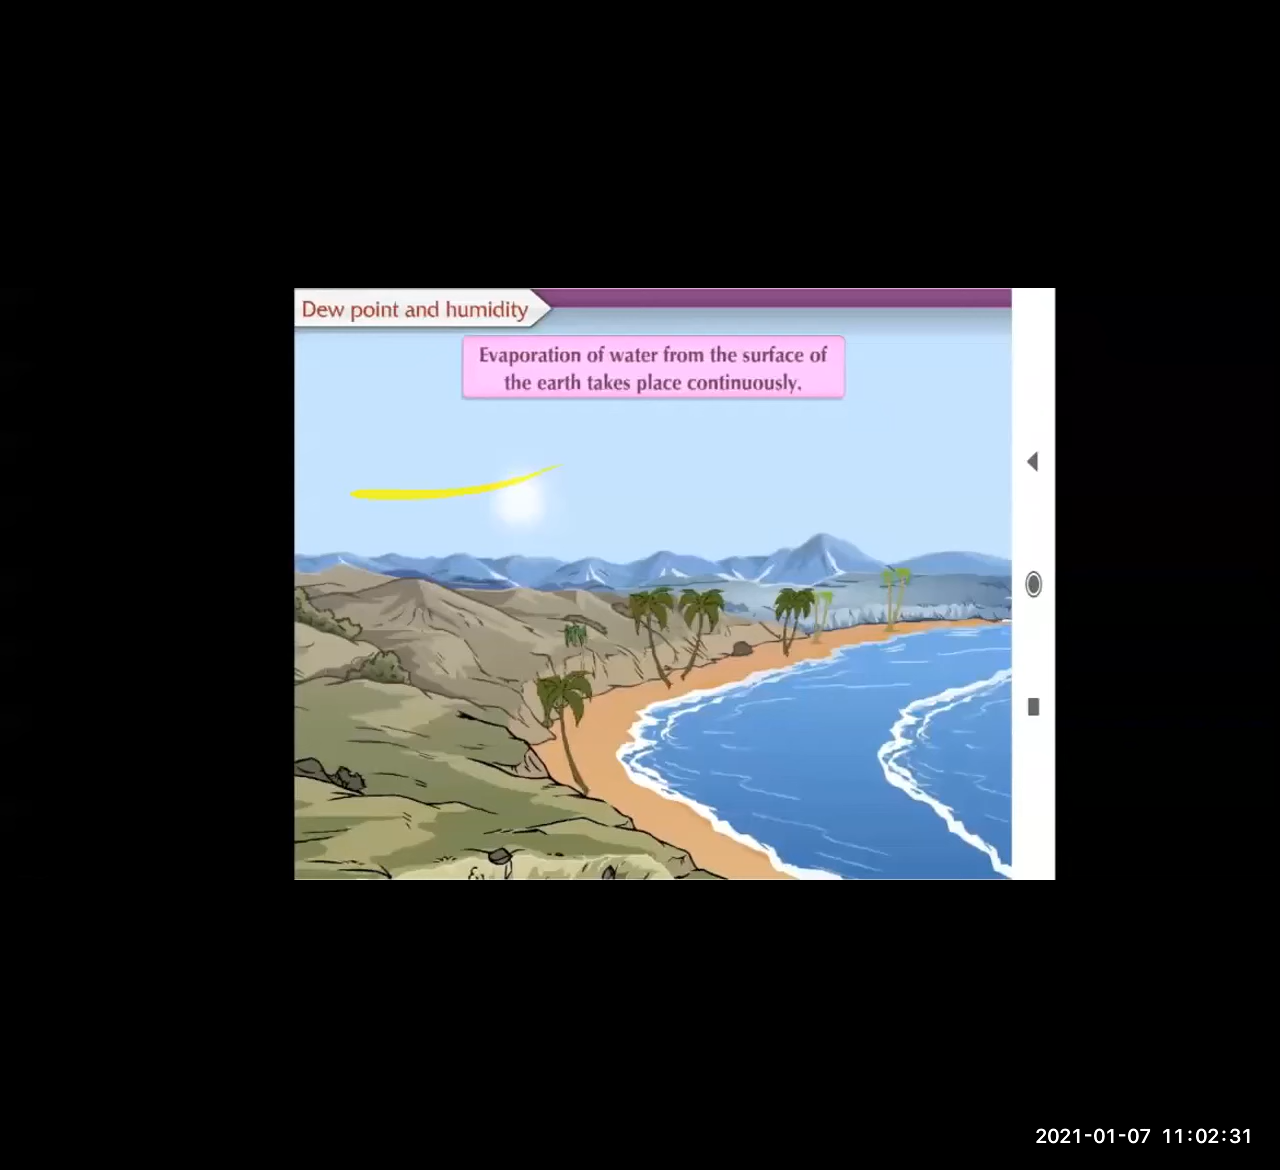 Dew point and humidity
Evaporation of water from the surface of
the earth takes place continuously.
2021-01-07 11:02:31